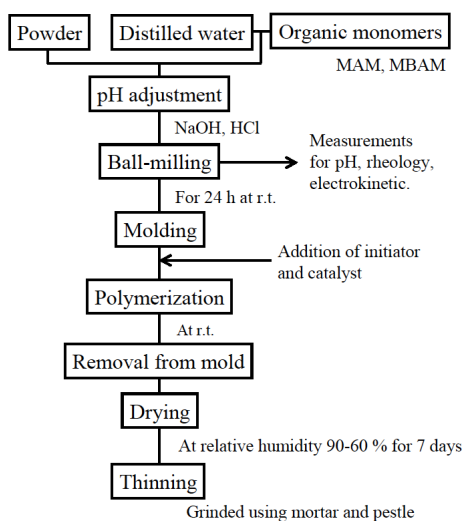 Powder
Distilled water
Organic monomers
MAM, MBAM
pH adjustment
NaOH, HCl
Ball-milling
Measurements
for pH, rheology,
electrokinetic.
For 24 h at r.t.
Molding
Addition of initiator
and catalyst
Polymerization
At r.t.
Removal from mold
Drying
At relative humidity 90-60 % for 7 days
Thinning
Grinded using mortar and pestle